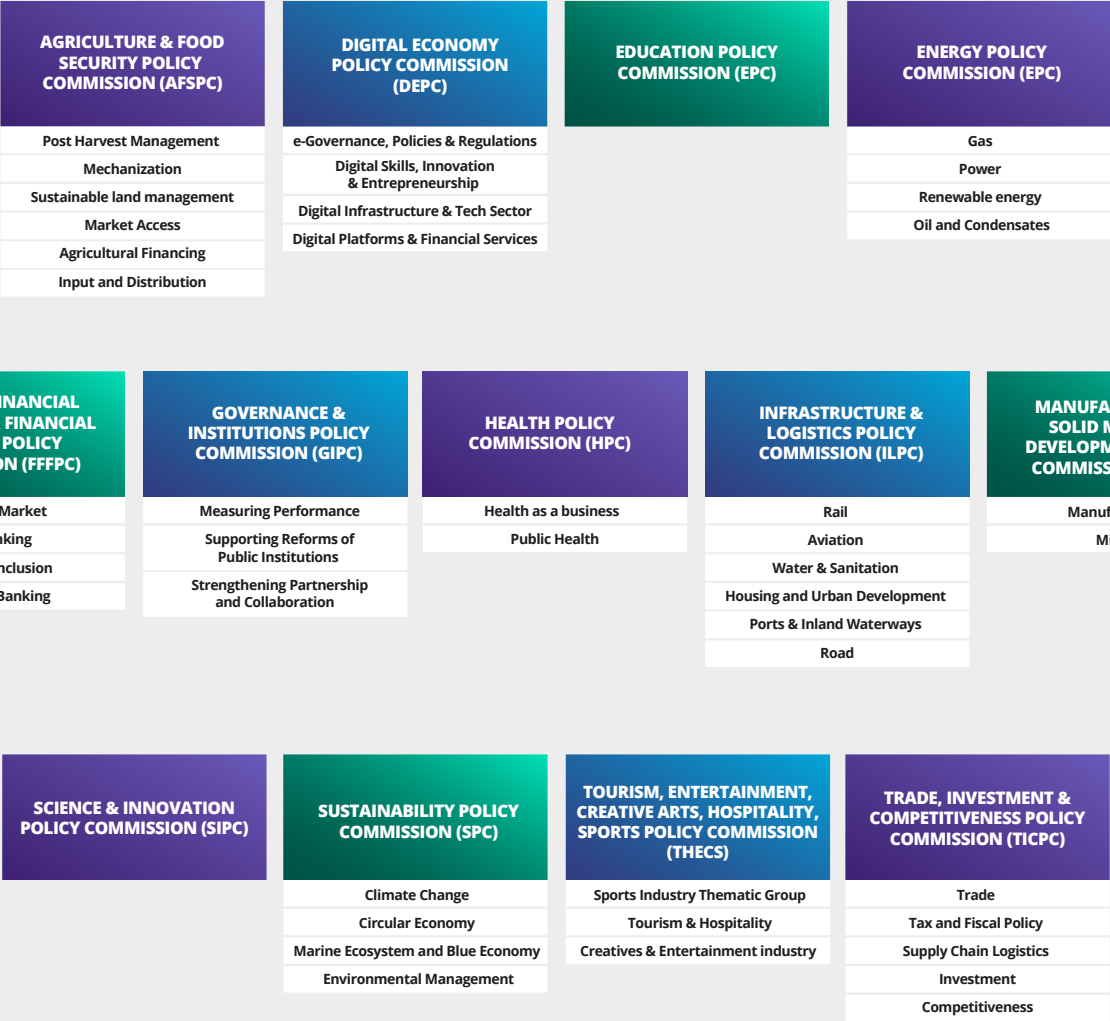 AGRICULTURE & FOOD
SECURITY POLICY
COMMISSION (AFSPC)
Post Harvest Management
Mechanization
Sustainable land management
Market Access
Agricultural Financing
Input and Distribution
DIGITAL ECONOMY
POLICY COMMISSION
(DEPC)
e-Governance, Policies & Regulations
Digital Skills, Innovation
& Entrepreneurship
Digital Infrastructure & Tech Sector
Digital Platforms & Financial Services
EDUCATION POLICY
COMMISSION (EPC)
ENERGY POLICY
COMMISSION (EPC)
Gas
Power
Renewable energy
Oil and Condensates
FINANCIAL
POLICY
(FFFPC)
Market
Banking
GOVERNANCE &
INSTITUTIONS POLICY
COMMISSION (GIPC)
Measuring Performance
Supporting Reforms of
Public Institutions
Strengthening Partnership
and Collaboration
HEALTH POLICY
COMMISSION (HPC)
Health as a business
Public Health
INFRASTRUCTURE &
LOGISTICS POLICY
COMMISSION (ILPC)
Rail
Aviation
Water & Sanitation
Housing and Urban Development
Ports & Inland Waterways
Road
SOLID
SCIENCE & INNOVATION
POLICY COMMISSION (SIPC)
SUSTAINABILITY POLICY
COMMISSION (SPC)
Climate Change
Circular Economy
Marine Ecosystem and Blue Economy
Environmental Management
TOURISM, ENTERTAINMENT,
CREATIVE ARTS, HOSPITALITY,
SPORTS POLICY COMMISSION
(THECS)
Sports Industry Thematic Group
Tourism & Hospitality
Creatives & Entertainment industry
TRADE, INVESTMENT &
COMPETITIVENESS POLICY
COMMISSION (TICPC)
Trade
Tax and Fiscal Policy
Supply Chain Logistics
Investment
Competitiveness